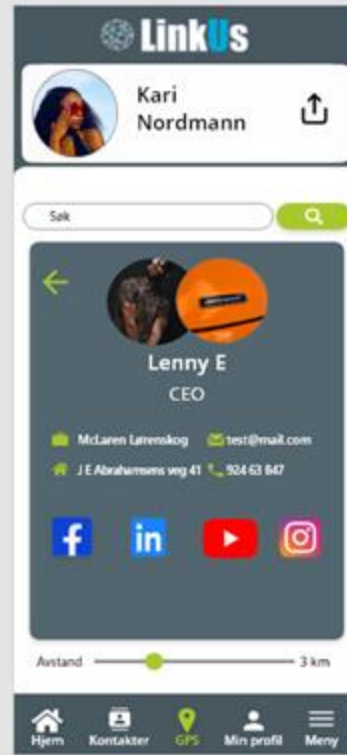 LinkUs
Kari
Nordmann
Søk
Lenny E
CEO
McLaren Lørenskog test@mail.com
J E Abrahamsens veg 41 924 63 847
f in
Avstand 3 km
Hjem Kontakter GPS Min profil Meny